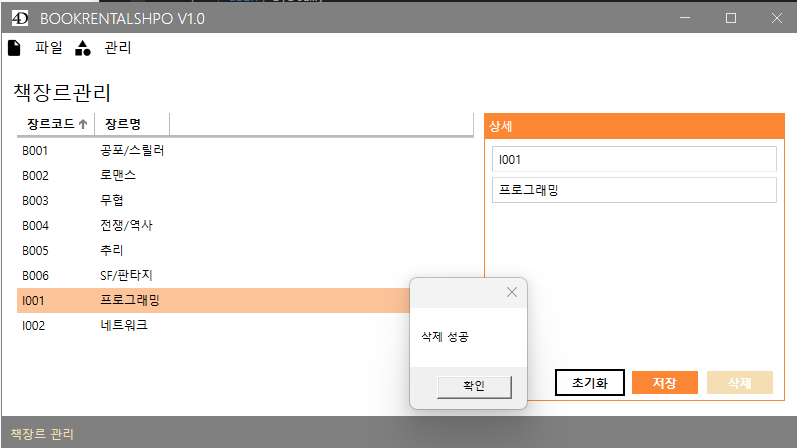 BOOKRENTALSHPO V1.0
파일 관리
책장르관리
장르코드 장르명
B001 공포/스릴러
B002 로맨스
B003 무협
B004 전쟁/역사
B005 추리
B006 SF/판타지
I001 프로그래밍
I002 네트워크
상세
I001
프로그래밍
삭제 성공
확인
초기화 저장 삭제
책장르 관리